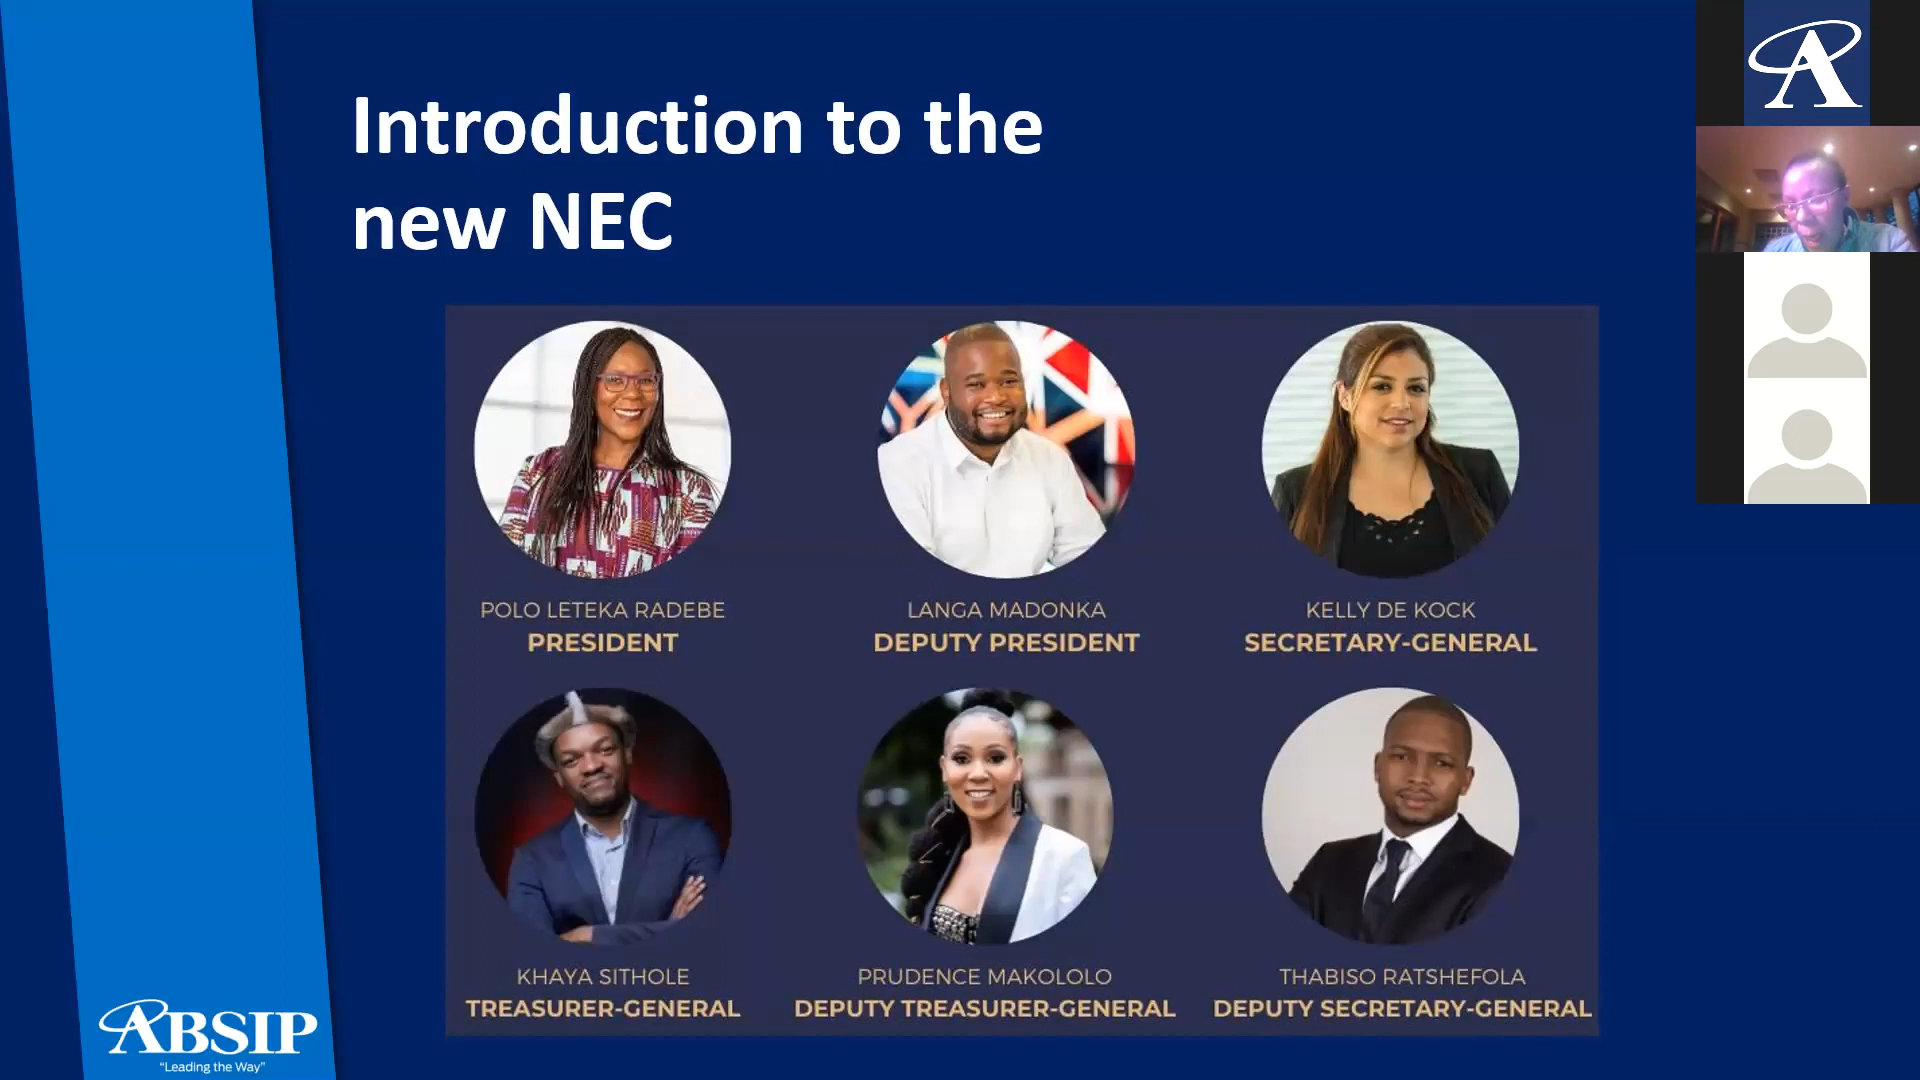 Introduction to the
new NEC
POLO LETEKA RADEBE
PRESIDENT
LANGA MADONKA
DEPUTY PRESIDENT
KELLY DE KOCK
SECRETARY-GENERAL
KHAYA SITHOLE
TREASURER-GENERAL
PRUDENCE MAKOLOLO
DEPUTY TREASURER-GENERAL
THABISO RATSHEFOLA
DEPUTY SECRETARY-GENERAL
ABSIP
“Leading the Way”
A